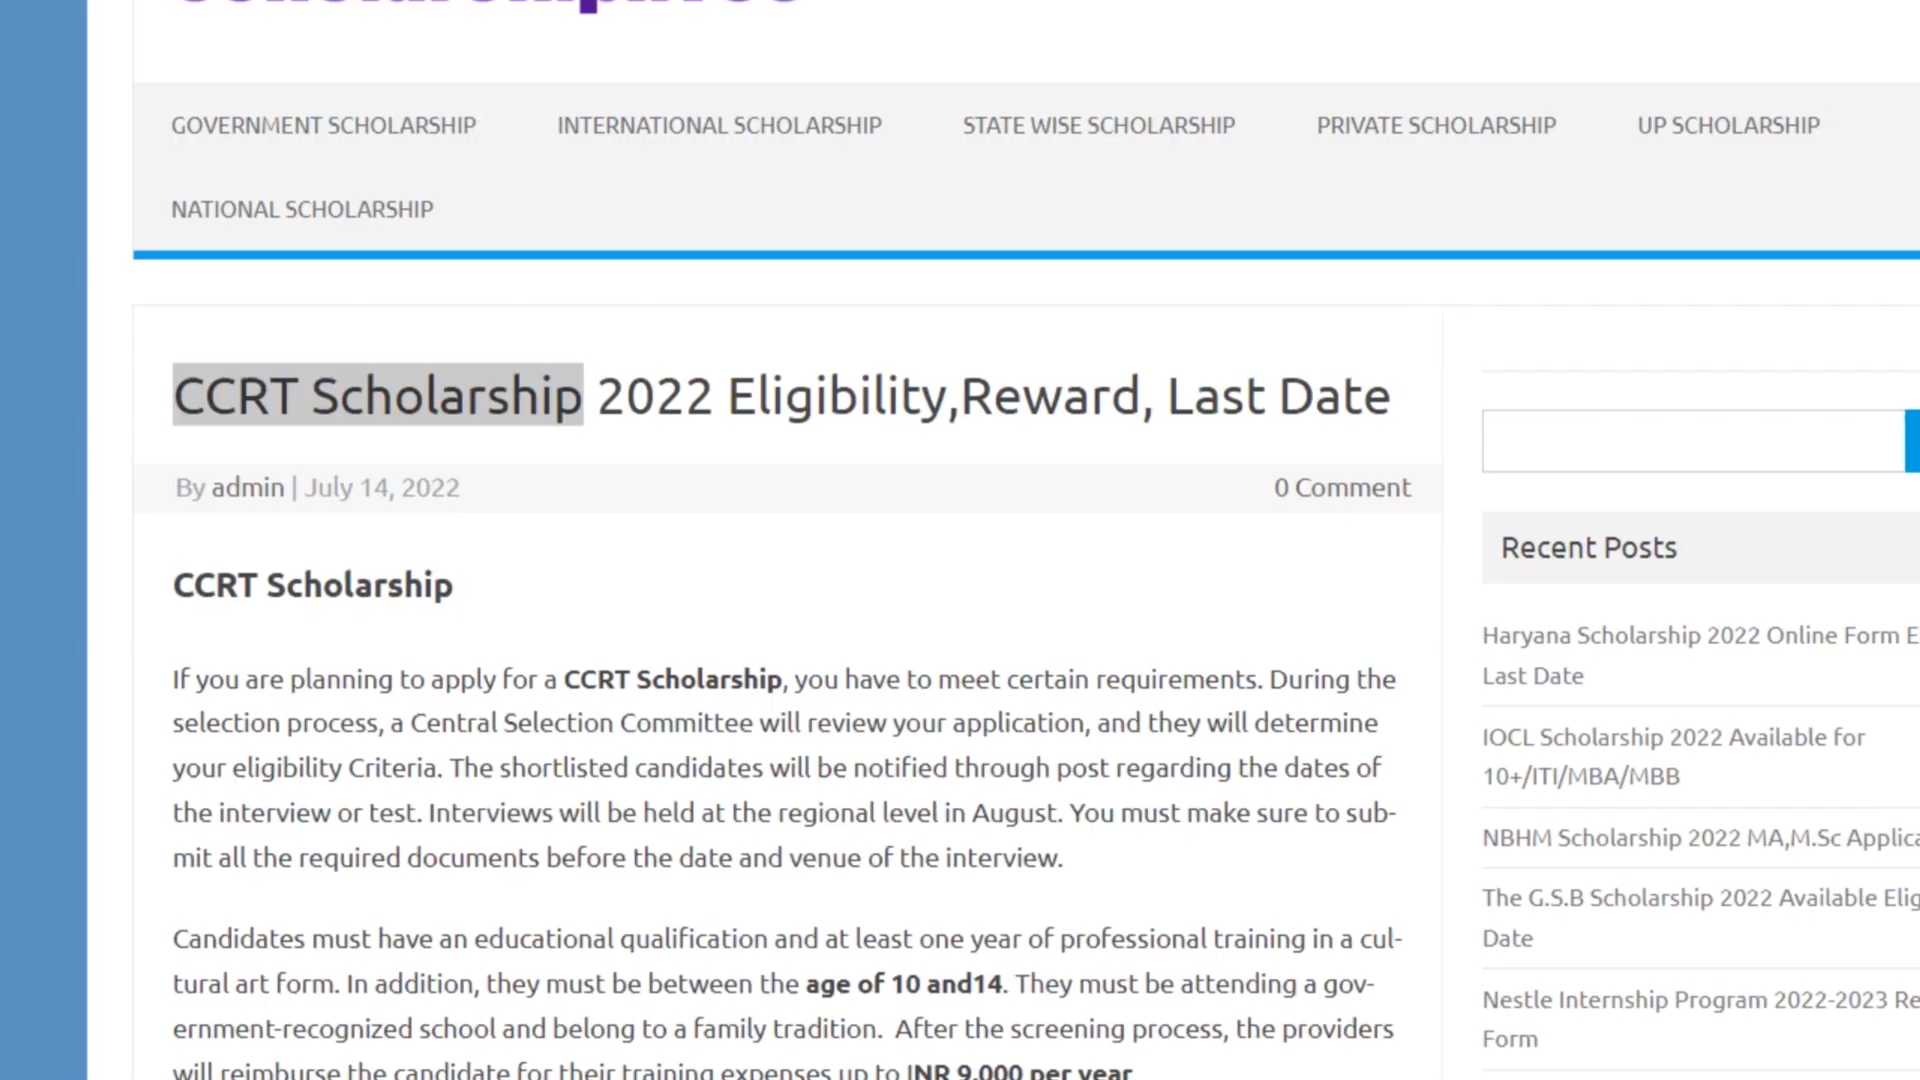 GOVERNMENT SCHOLARSHIP INTERNATIONAL SCHOLARSHIP STATE WISE SCHOLARSHIP PRIVATE SCHOLARSHIP UP SCHOLARSHIP
NATIONAL SCHOLARSHIP
CCRT Scholarship 2022 Eligibility,Reward, Last Date
By admin | July 14, 2022
0 Comment
CCRT Scholarship
If you are planning to apply for a CCRT Scholarship, you have to meet certain requirements. During the
selection process, a Central Selection Committee will review your application, and they will determine
your eligibility Criteria. The shortlisted candidates will be notified through post regarding the dates of
the interview or test. Interviews will be held at the regional level in August. You must make sure to sub-
mit all the required documents before the date and venue of the interview.
Candidates must have an educational qualification and at least one year of professional training in a cul-
tural art form. In addition, they must be between the age of 10 and14. They must be attending a gov-
ernment-recognized school and belong to a family tradition. After the screening process, the providers
will reimburse the candidate for their training expenses up to INR 9,000 per year
Recent Posts
Haryana Scholarship 2022 Online Form
Last Date
IOCL Scholarship 2022 Available for
10+/ITI/MBA/MBB
NBHM Scholarship 2022 MA,M.Sc
The G.S.B Scholarship 2022 Available
Date
Nestle Internship Program 2022-2023
Form